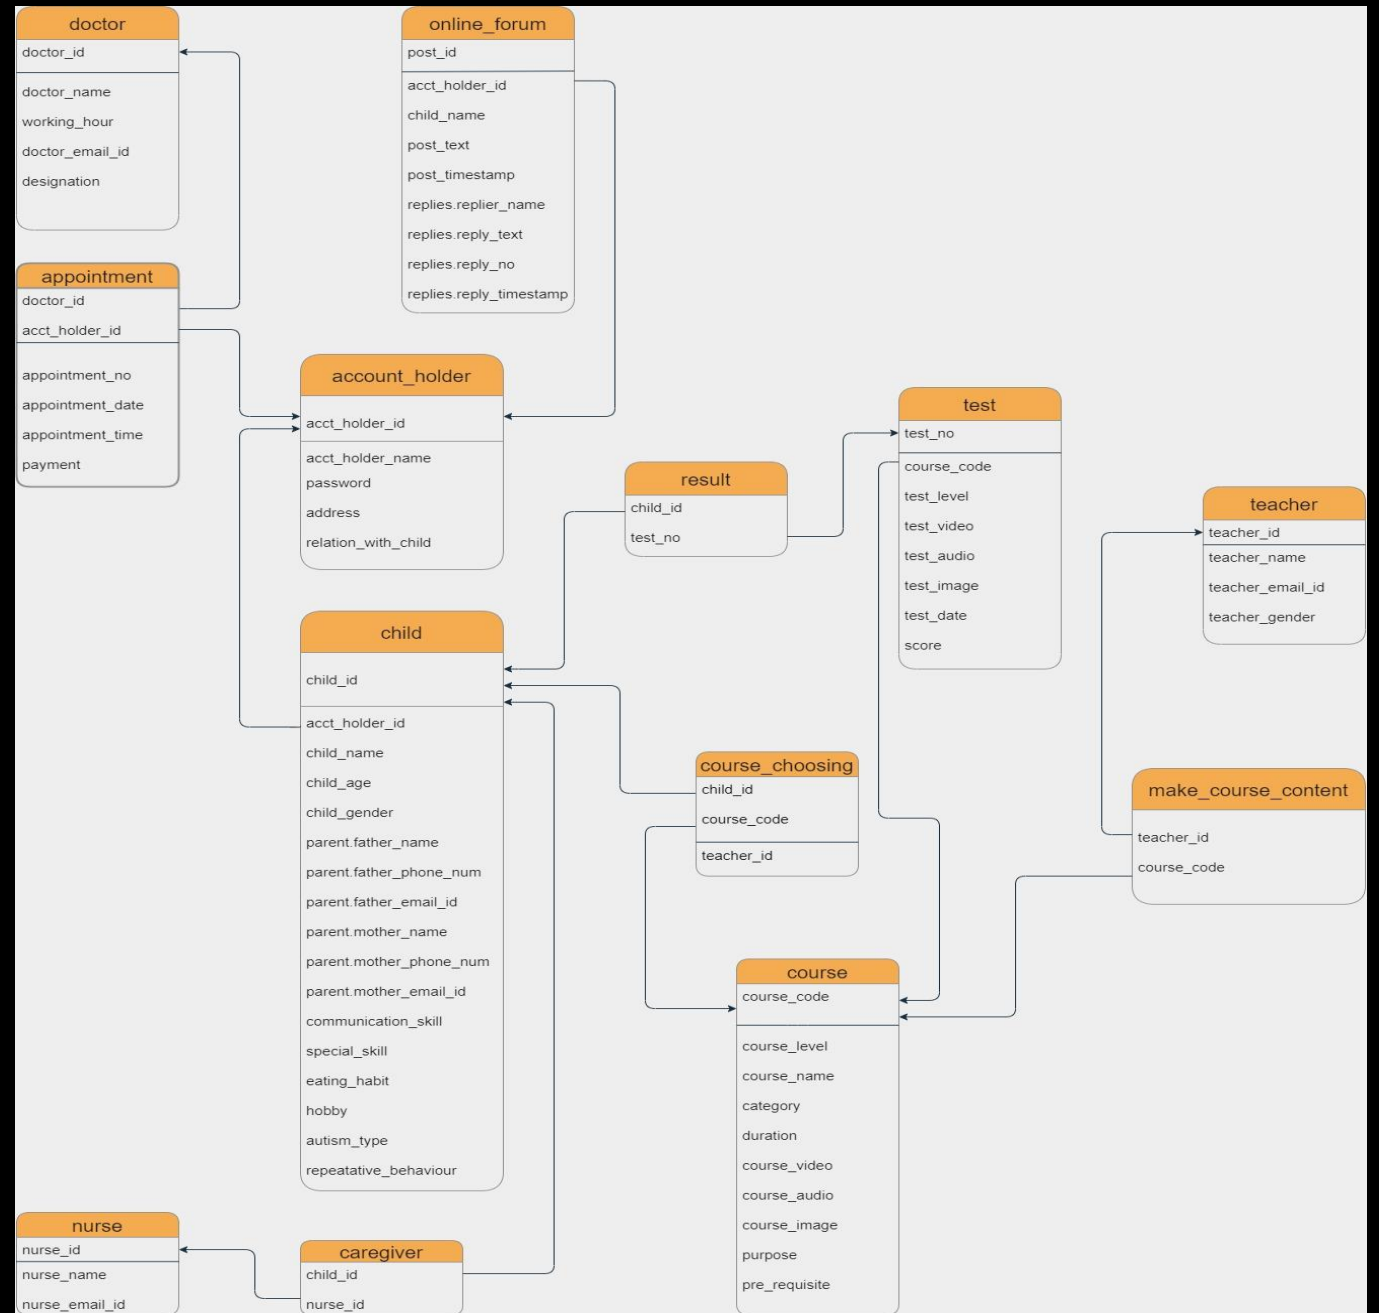 doctor
doctor_id
doctor_name
working_hour
doctor_email_id
designation
online_forum
post_id
acct_holder_id
child_name
post_text
post_timestamp
replies.replier_name
replies.reply_text
replies.reply_no
replies.reply_timestamp
appointment
doctor_id
acct_holder_id
appointment_no
appointment_date
appointment_time
payment
account_holder
acct_holder_id
acct_holder_name
password
address
relation_with_child
test
test_no
course_code
test_level
test_video
test_audio
test_image
test_date
score
result
child_id
test_no
teacher
teacher_id
teacher_name
teacher_email_id
teacher_gender
child
child_id
acct_holder_id
child_name
child_age
child_gender
parent.father_name
parent.father_phone_num
parent.father_email_id
parent.mother_name
parent.mother_phone_num
parent.mother_email_id
communication_skill
special_skill
eating_habit
hobby
autism_type
repeatative_behaviour
course_choosing
child_id
course_code
teacher_id
make_course_content
teacher_id
course_code
course
course_code
course_level
course_name
category
duration
course_video
course_audio
course_image
purpose
pre_requisite
nurse
nurse_id
nurse_name
nurse_email_id
caregiver
child_id
nurse_id